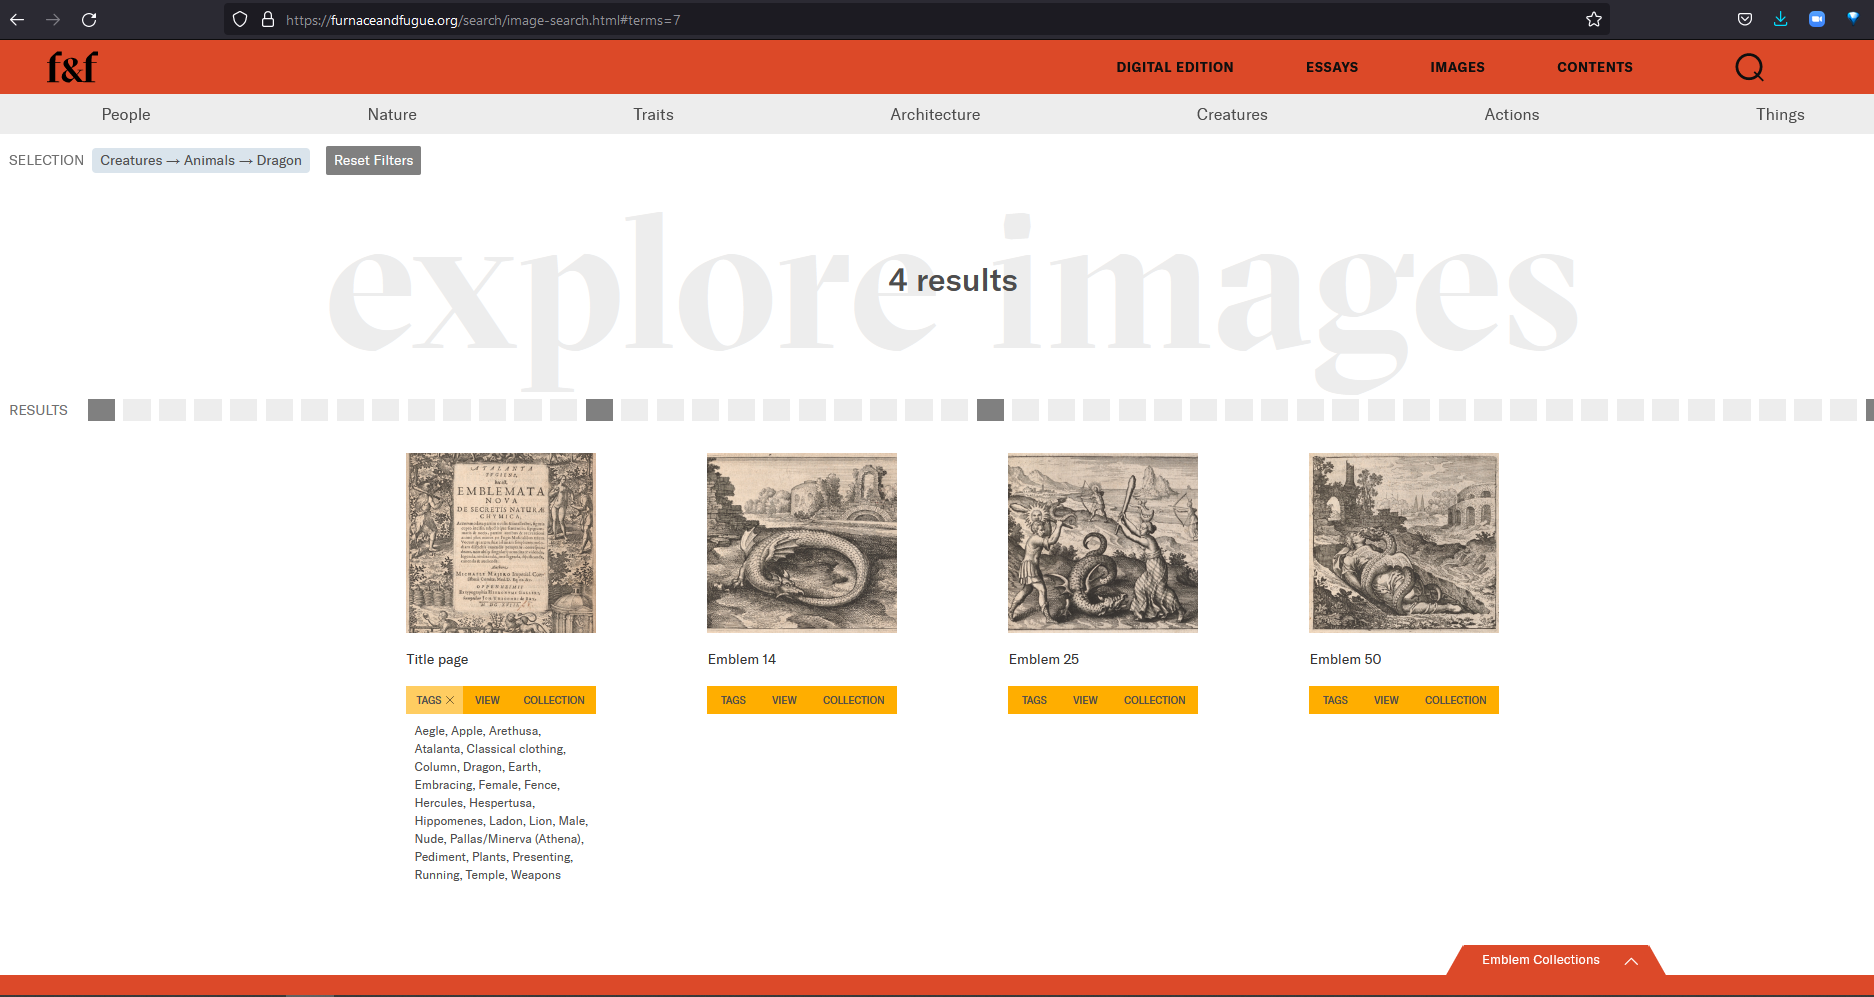 https://furnaceandfugue.org/search/image-search.html#terms=7
f&f
DIGITAL EDITION ESSAYS IMAGES CONTENTS
People Nature Traits Architecture Creatures Actions Things
SELECTION Creatures → Animals → Dragon Reset Filters
explore images
4 results
RESULTS
ATALANTA
FUGIENS,
EMBLEMATA
NOVA
DE SECRETIS NATURÆ
CHYMICA,
Title page Emblem 14 Emblem 25 Emblem 50
TAGS × VIEW COLLECTION TAGS VIEW COLLECTION TAGS VIEW COLLECTION TAGS VIEW COLLECTION
Aegle, Apple, Arethusa,
Atalanta, Classical clothing,
Column, Dragon, Earth,
Embracing, Female, Fence,
Hercules, Hespertusa,
Hippomenes, Ladon, Lion, Male,
Nude, Pallas/Minerva (Athena),
Pediment, Plants, Presenting,
Running, Temple, Weapons
Emblem Collections